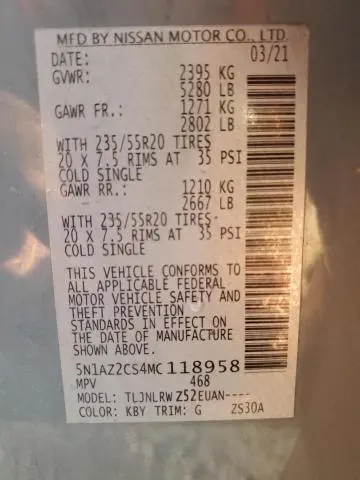 MFD BY NISSAN MOTOR CO., LTD.
DATE: 03/21
GVWR: 2395 KG
5280 LB
GAWR FR.: 1271 KG
2802 LB
WITH 235/55R20 TIRES
20 X 7.5 RIMS AT 35 PSI
COLD SINGLE
GAWR RR.: 1210 KG
2667 LB
WITH 235/55R20 TIRES
20 X 7.5 RIMS AT 35 PSI
COLD SINGLE
THIS VEHICLE CONFORMS TO
ALL APPLICABLE FEDERAL
MOTOR VEHICLE SAFETY AND
THEFT PREVENTION
STANDARDS IN EFFECT ON
THE DATE OF MANUFACTURE
SHOWN ABOVE.
5N1AZ2CS4MC118958
MPV 468
MODEL: TLJNLRW Z52EUAN----
COLOR: KBY TRIM: G ZS30A